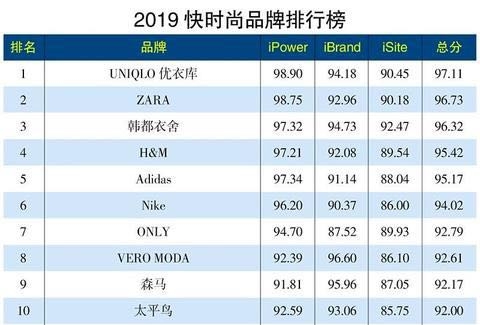 2019 快时尚品牌排行榜
排名 品牌 iPower iBrand iSite 总分
1 UNIQLO 优衣库 98.90 94.18 90.45 97.11
2 ZARA 98.75 92.96 90.18 96.73
3 韩都衣舍 97.32 94.73 92.47 96.32
4 H&M 97.21 92.08 89.54 95.42
5 Adidas 97.34 91.14 88.04 95.17
6 Nike 96.20 90.37 86.00 94.02
7 ONLY 94.70 87.52 89.93 92.79
8 VERO MODA 92.39 96.60 86.10 92.61
9 森马 91.81 95.96 87.05 92.17
10 太平鸟 92.59 93.06 85.75 92.00